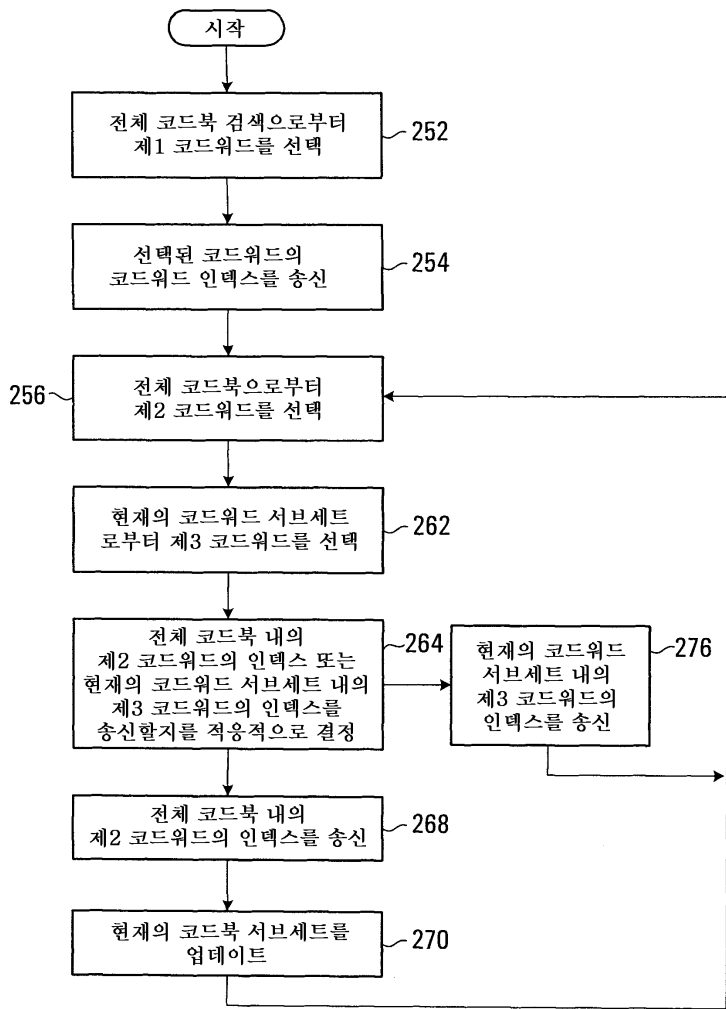 시작
전체 코드북 검색으로부터
제1 코드워드를 선택
252
선택된 코드워드의
코드워드 인덱스를 송신
254
256
전체 코드북으로부터
제2 코드워드를 선택
현재의 코드워드 서브세트
로부터 제3 코드워드를 선택
262
전체 코드북 내의
제2 코드워드의 인덱스 또는
현재의 코드워드 서브세트 내의
제3 코드워드의 인덱스를
송신할지를 적응적으로 결정
264
현재의 코드워드
서브세트 내의
제3 코드워드의
인덱스를 송신
276
전체 코드북 내의
제2 코드워드의 인덱스를 송신
268
현재의 코드북 서브세트를
업데이트
270